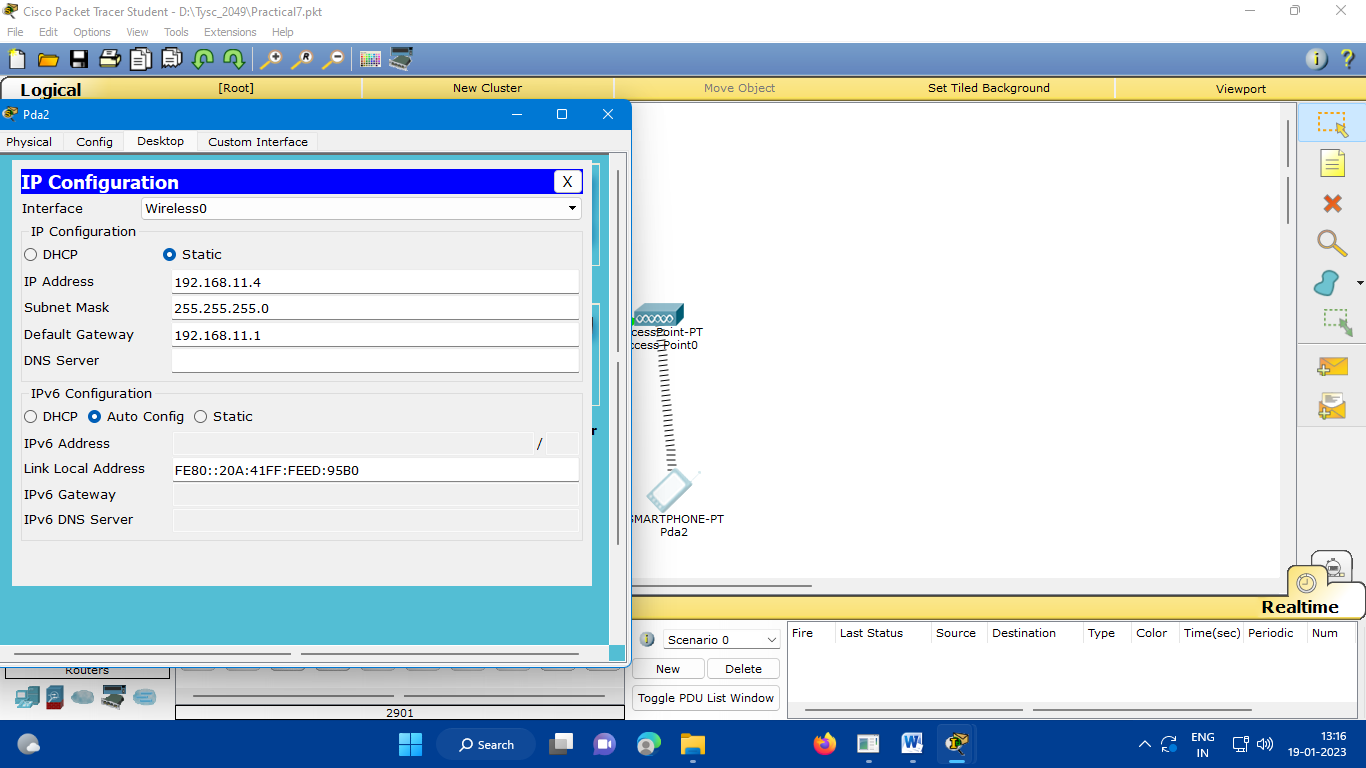 Cisco Packet Tracer Student - D:\Tysc_2049\Practical7.pkt
File Edit Options View Tools Extensions Help
Logical [Root] New Cluster Move Object Set Tiled Background Viewport
Pda2
Physical Config Desktop Custom Interface
IP Configuration X
Interface Wireless0
IP Configuration
DHCP Static
IP Address 192.168.11.4
Subnet Mask 255.255.255.0
Default Gateway 192.168.11.1
DNS Server
IPv6 Configuration
DHCP Auto Config Static
IPv6 Address /
Link Local Address FE80::20A:41FF:FEED:95B0
IPv6 Gateway
IPv6 DNS Server
r
cessPoint-PT
ccess Point0
SMARTPHONE-PT
Pda2
Realtime
Scenario 0
New Delete
Toggle PDU List Window
Fire Last Status Source Destination Type Color Time(sec) Periodic Num
Routers
2901
Search
ENG
IN
13:16
19-01-2023